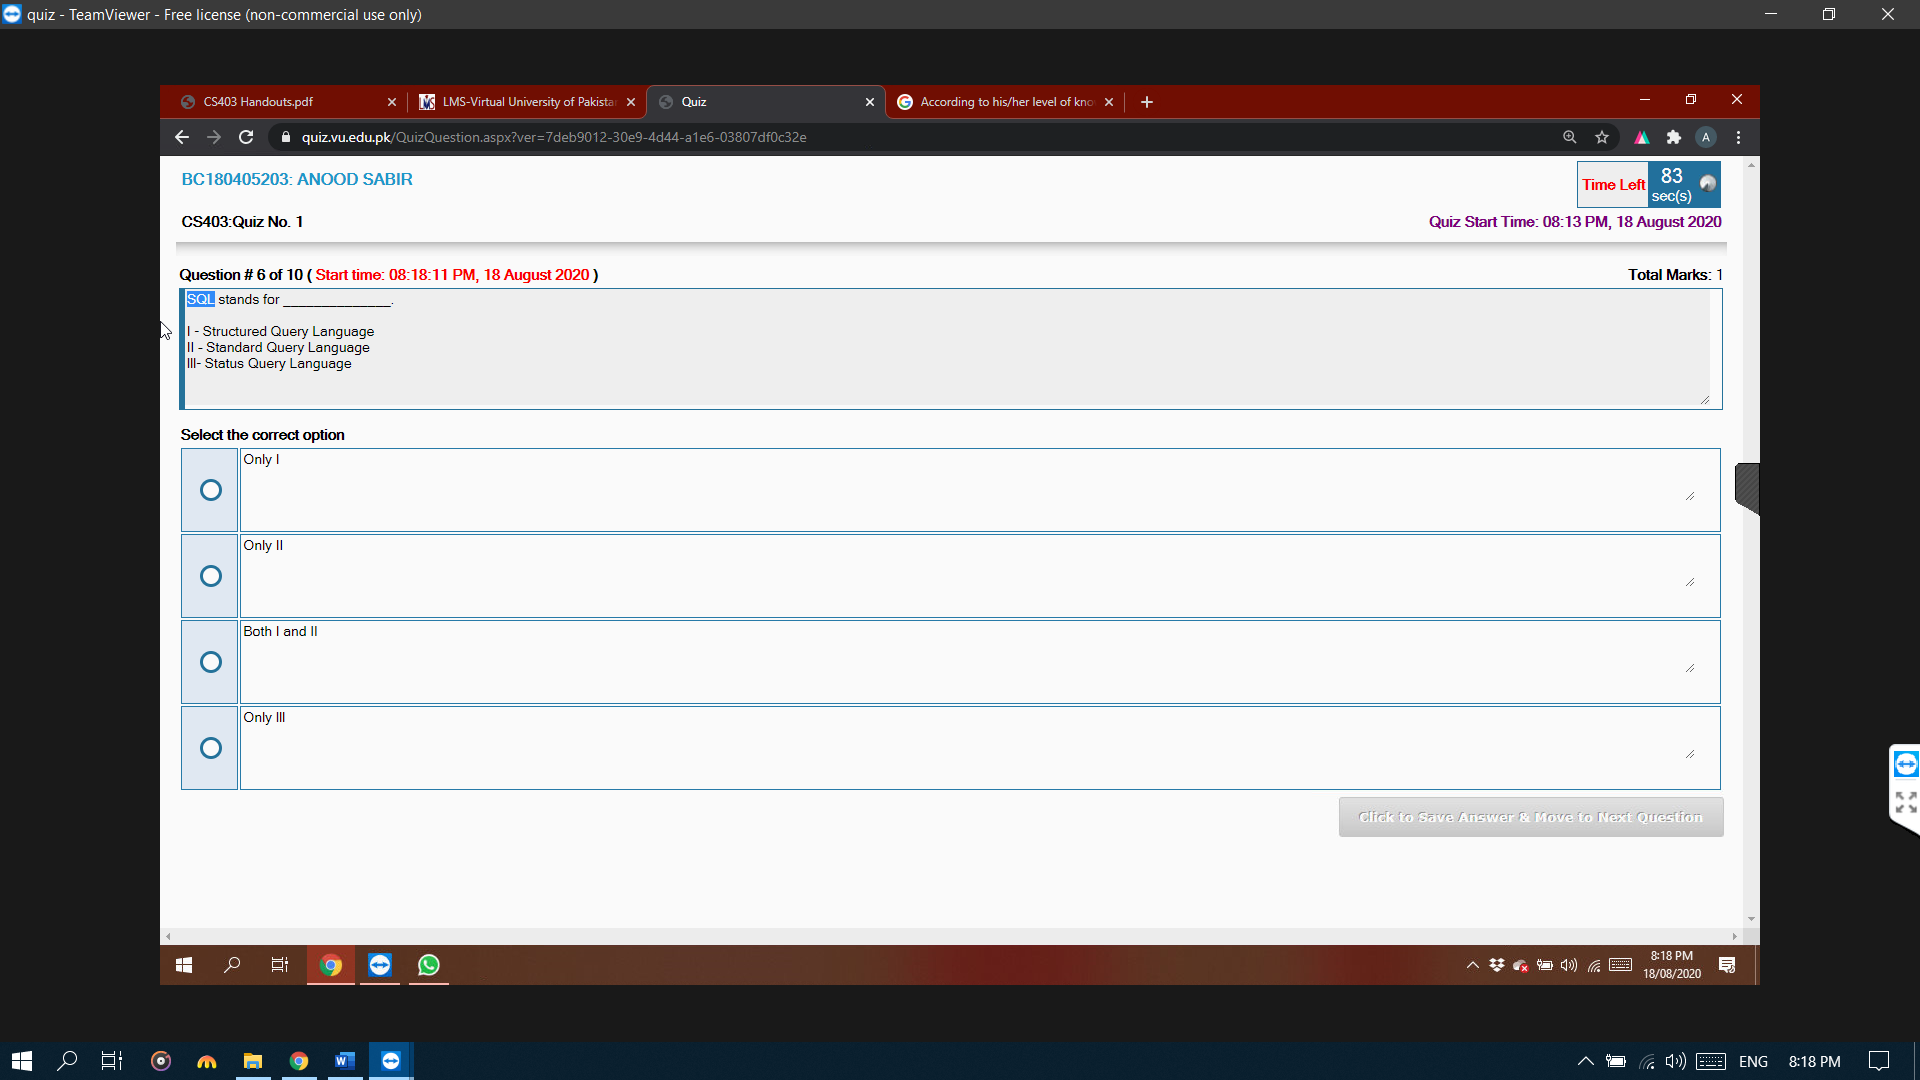 quiz - TeamViewer - Free license (non-commercial use only)
CS403 Handouts.pdf
LMS-Virtual University of Pakista
Quiz
According to his/her level of kno
quiz.vu.edu.pk/QuizQuestion.aspx?ver=7deb9012-30e9-4d44-a1e6-03807df0c32e
A
BC180405203: ANOOD SABIR
Time Left
83
sec(s)
CS403:Quiz No. 1
Quiz Start Time: 08:13 PM, 18 August 2020
Question # 6 of 10 ( Start time: 08:18:11 PM, 18 August 2020 )
Total Marks: 1
SQL stands for ______________.
I - Structured Query Language
II - Standard Query Language
III- Status Query Language
Select the correct option
Only I
Only II
Both I and II
Only III
Click to Save Answer & Move to Next Question
8:18 PM
18/08/2020
ENG
8:18 PM